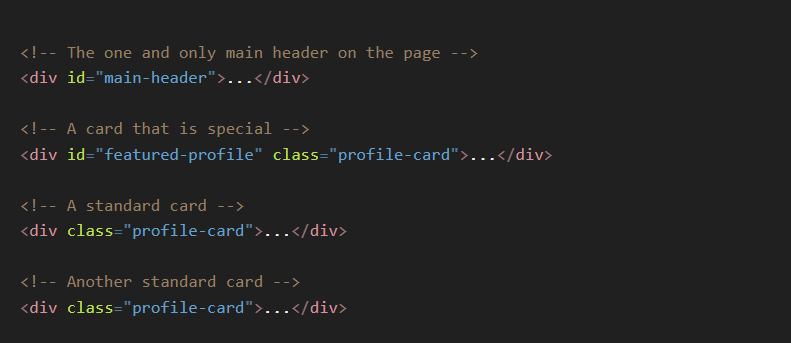 <!-- The one and only main header on the page -->
<div id="main-header">...</div>
<!-- A card that is special -->
<div id="featured-profile" class="profile-card">...</div>
<!-- A standard card -->
<div class="profile-card">...</div>
<!-- Another standard card -->
<div class="profile-card">...</div>